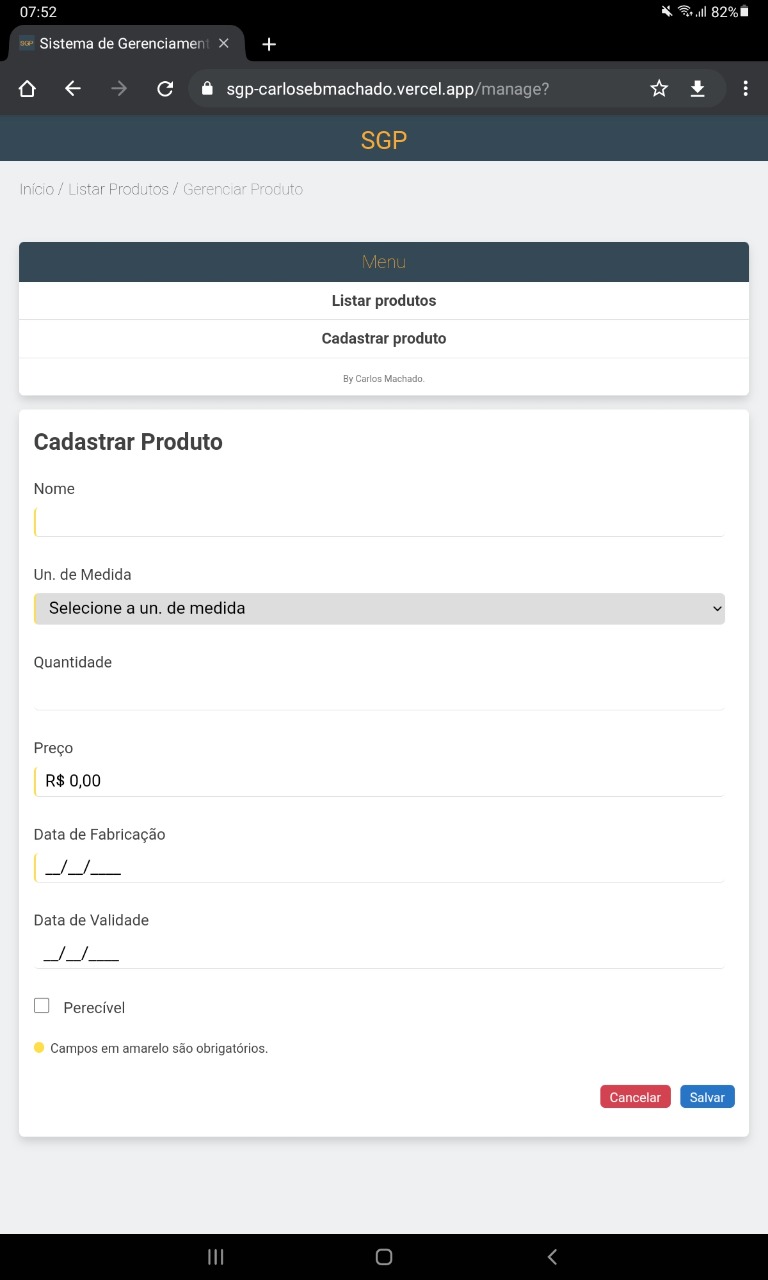 07:52 82%
Sistema de Gerenciament
sgp-carlosebmachado.vercel.app/manage?
SGP
Início / Listar Produtos / Gerenciar Produto
Menu
Listar produtos
Cadastrar produto
By Carlos Machado.
Cadastrar Produto
Nome
Un. de Medida
Selecione a un. de medida
Quantidade
Preço
R$ 0,00
Data de Fabricação
__/__/____
Data de Validade
__/__/____
Perecível
Campos em amarelo são obrigatórios.
Cancelar Salvar